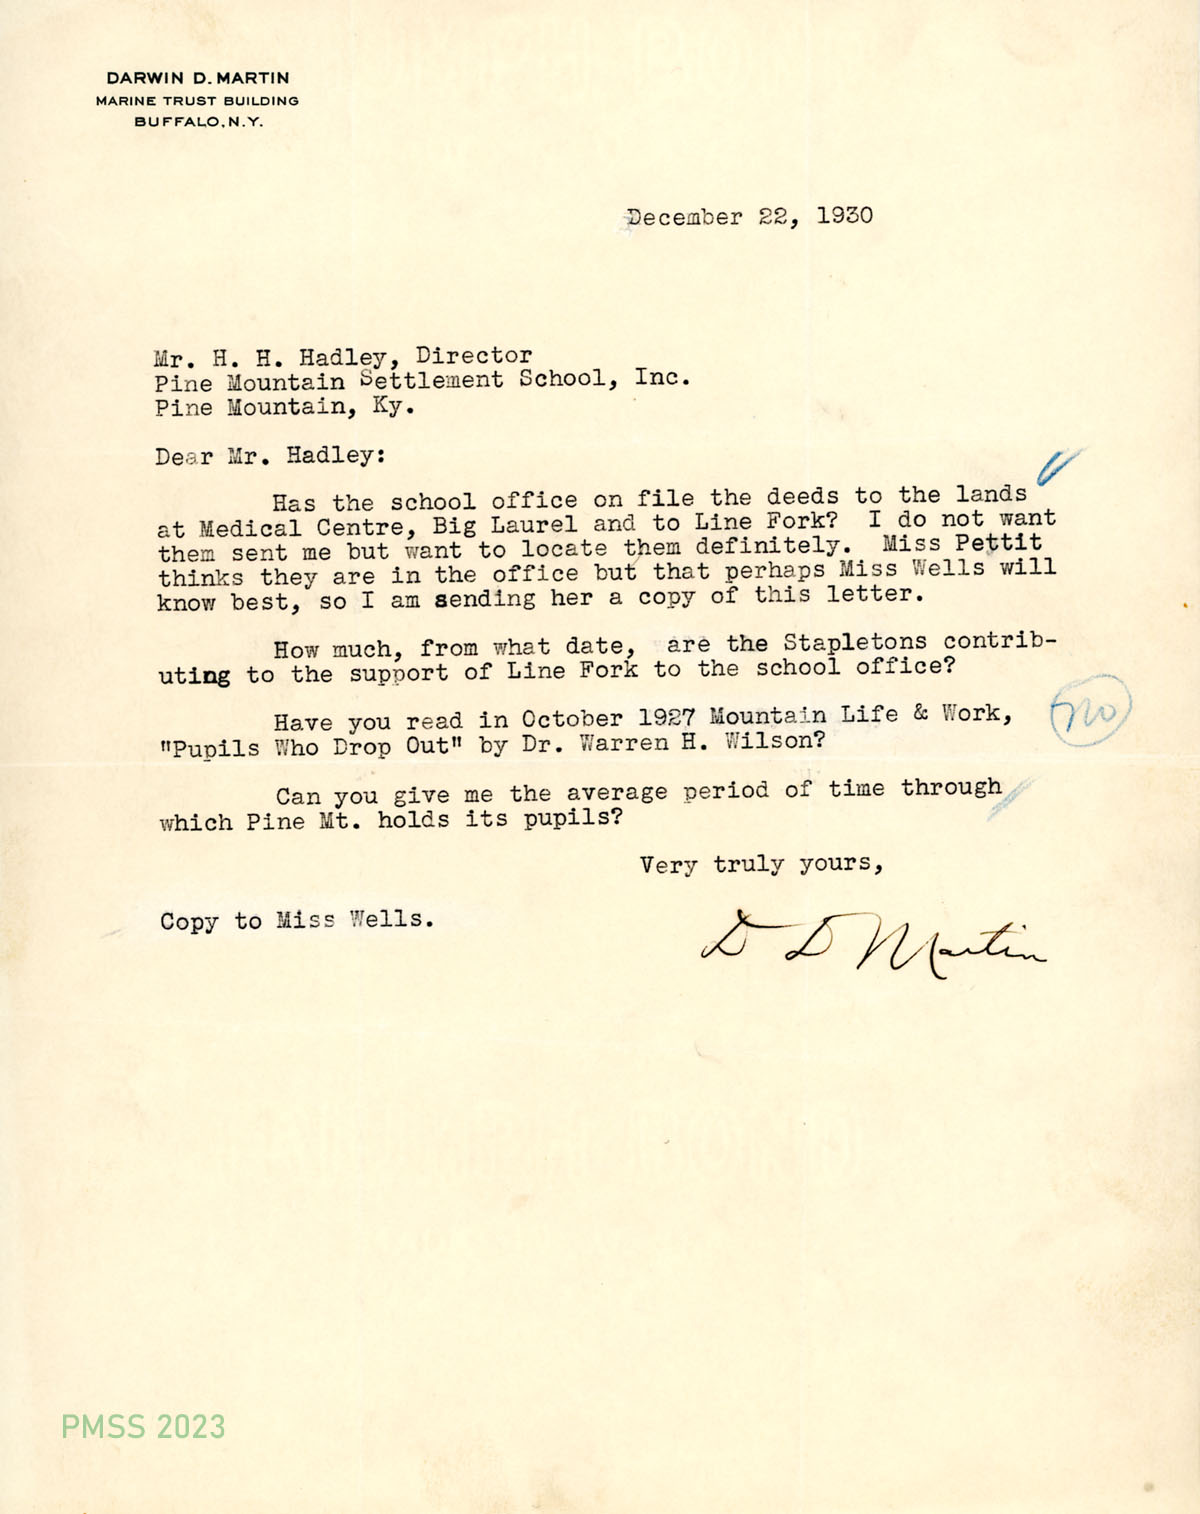 DARWIN D. MARTIN
MARINE TRUST BUILDING
BUFFALO, N.Y.
December 22, 1930
Mr. H. H. Hadley, Director
Pine Mountain Settlement School, Inc.
Pine Mountain, Ky.
Dear Mr. Hadley:
Has the school office on file the deeds to the lands
at Medical Centre, Big Laurel and to Line Fork? I do not want
them sent me but want to locate them definitely. Miss Pettit
thinks they are in the office but that perhaps Miss Wells will
know best, so I am sending her a copy of this letter.
How much, from what date, are the Stapletons contrib-
uting to the support of Line Fork to the school office?
Have you read in October 1927 Mountain Life & Work,
no
"Pupils Who Drop Out" by Dr. Warren H. Wilson?
Can you give me the average period of time through
which Pine Mt. holds its pupils?
Very truly yours,
Copy to Miss Wells.
D D Martin
PMSS 2023